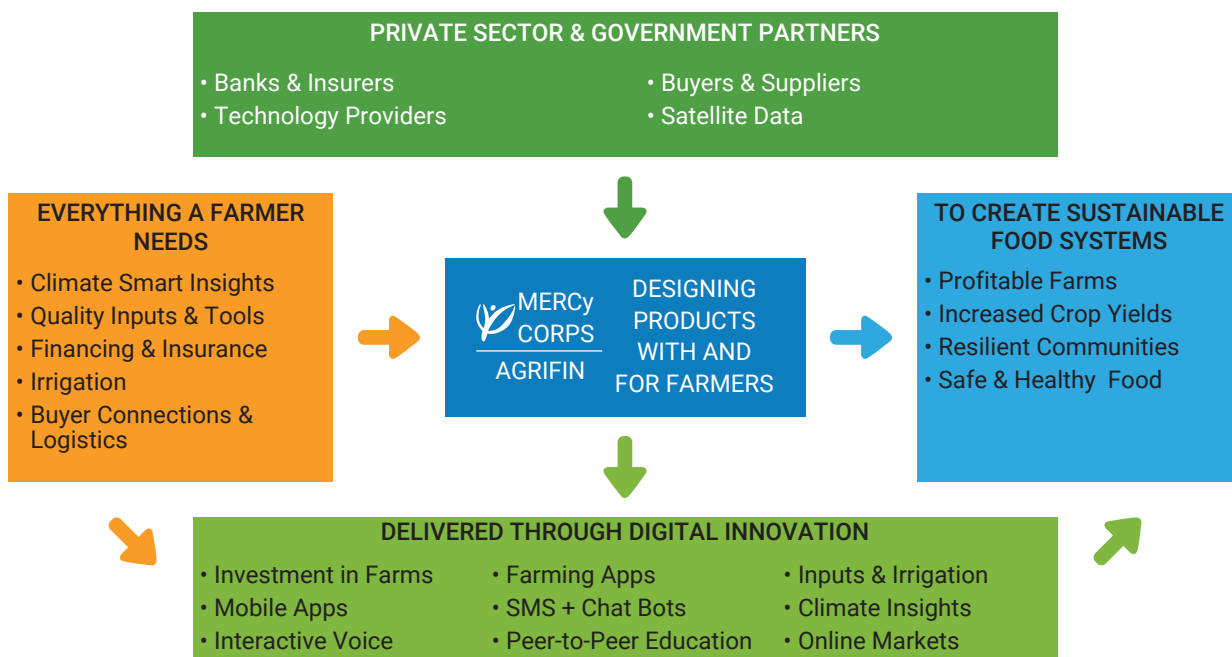 PRIVATE SECTOR & GOVERNMENT PARTNERS
• Banks & Insurers
• Technology Providers
• Buyers & Suppliers
• Satellite Data
EVERYTHING A FARMER
NEEDS
• Climate Smart Insights
• Quality Inputs & Tools
• Financing & Insurance
• Irrigation
• Buyer Connections &
Logistics
MERCy
CORPS
AGRIFIN
DESIGNING
PRODUCTS
WITH AND
FOR FARMERS
TO CREATE SUSTAINABLE
FOOD SYSTEMS
• Profitable Farms
• Increased Crop Yields
• Resilient Communities
• Safe & Healthy Food
DELIVERED THROUGH DIGITAL INNOVATION
• Investment in Farms
• Mobile Apps
• Interactive Voice
• Farming Apps
• SMS + Chat Bots
• Peer-to-Peer Education
• Inputs & Irrigation
• Climate Insights
• Online Markets